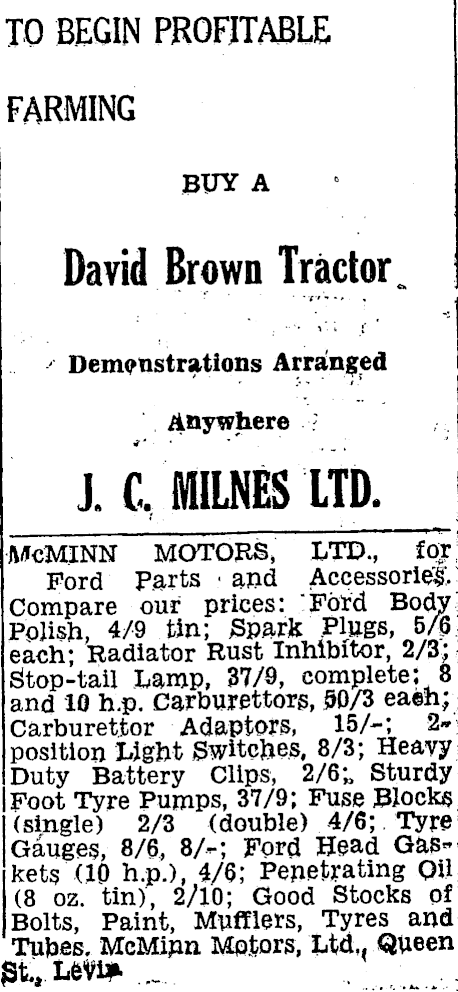 TO BEGIN PROFITABLE
FARMING
BUY A
David Brown Tractor
Demonstrations Arranged
Anywhere
J. C. MILNES LTD.
McMINN MOTORS, LTD., for
Ford Parts and Accessories.
Compare our prices: Ford Body
Polish, 4/9 tin; Spark Plugs, 5/6
each; Radiator Rust Inhibitor, 2/3;
Stop-tail Lamp, 37/9, complete; 8
and 10 h.p. Carburettors, 50/3 each;
Carburettor Adaptors, 15/-; 2-
position Light Switches, 8/3; Heavy
Duty Battery Clips, 2/6; Sturdy
Foot Tyre Pumps, 37/9; Fuse Blocks
(single) 2/3 (double) 4/6; Tyre
Gauges, 8/6, 8/-; Ford Head Gas-
kets (10 h.p.), 4/6; Penetrating Oil
(8 oz. tin), 2/10; Good Stocks of
Bolts, Paint, Mufflers, Tyres and
Tubes. McMinn Motors, Ltd., Queen
St., Levin